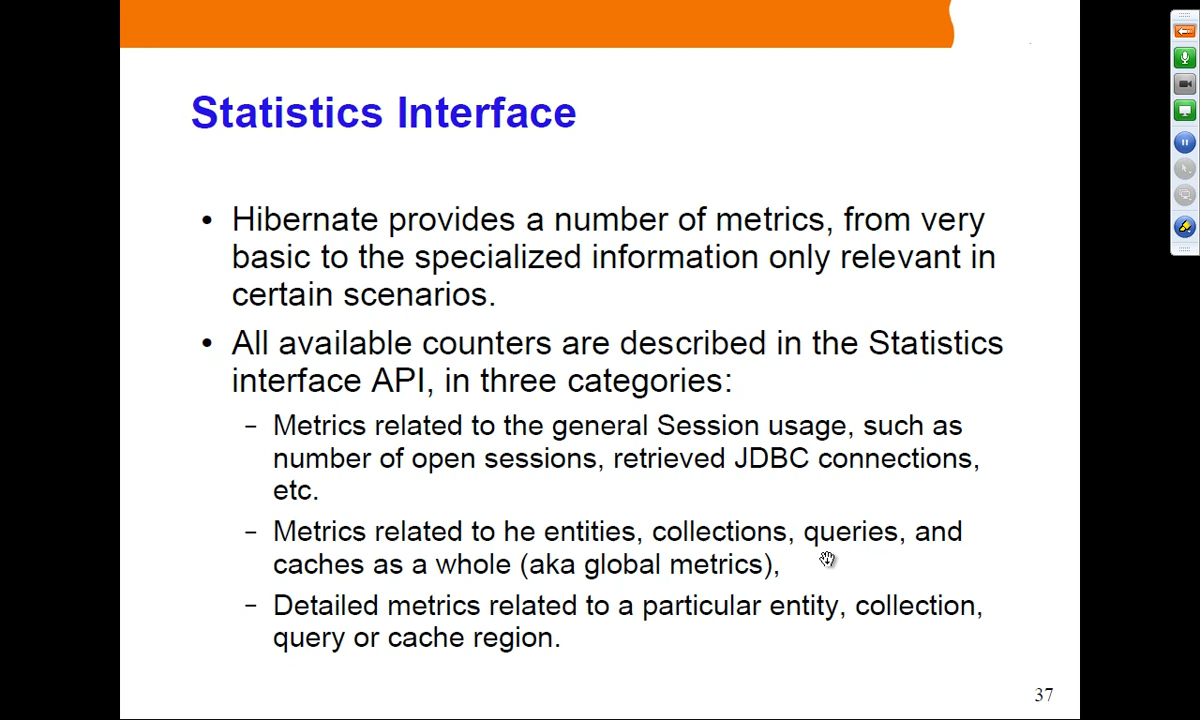 Statistics Interface
• Hibernate provides a number of metrics, from very
basic to the specialized information only relevant in
certain scenarios.
• All available counters are described in the Statistics
interface API, in three categories:
– Metrics related to the general Session usage, such as
number of open sessions, retrieved JDBC connections,
etc.
– Metrics related to he entities, collections, queries, and
caches as a whole (aka global metrics),
– Detailed metrics related to a particular entity, collection,
query or cache region.
37